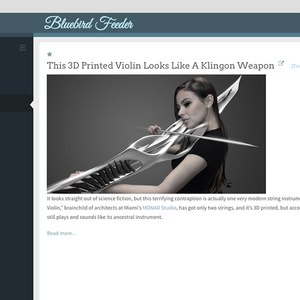 Bluebird Feeder
This 3D Printed Violin Looks Like A Klingon Weapon
It looks straight out of science fiction, but this terrifying contraption is actually one very modern string instrum
Violin," brainchild of architects at Miami's MONAD Studio, has got only two strings, and it's 3D printed, but acco
still plays and sounds like its ancestral instrument.
Read more...